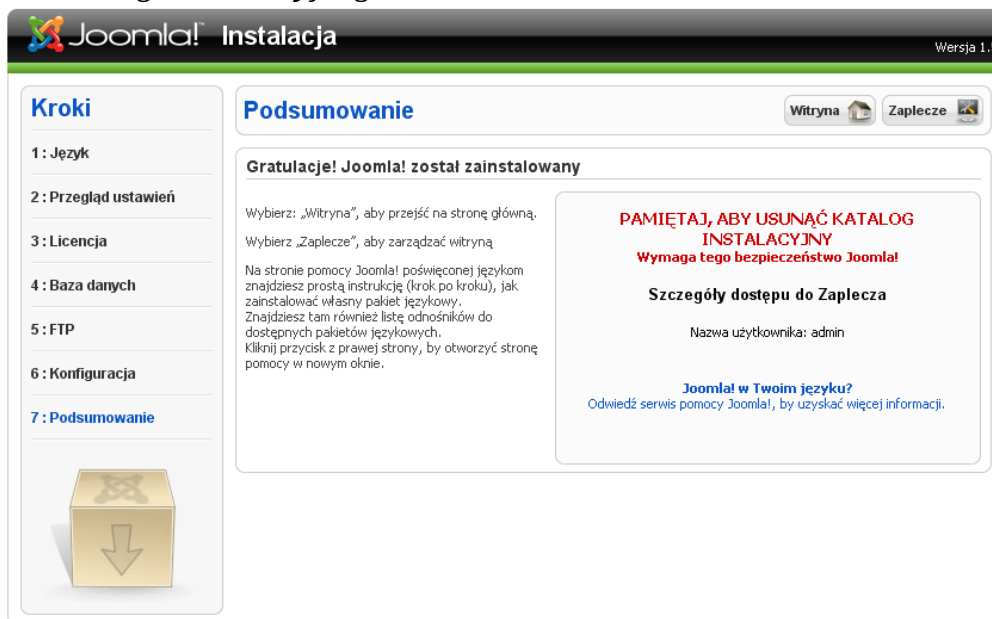 Joomla! Instalacja
Wersja 1.
Kroki
1 : Język
2 : Przegląd ustawień
3 : Licencja
4 : Baza danych
5 : FTP
6 : Konfiguracja
7 : Podsumowanie
Podsumowanie
Witryna
Zaplecze
Gratulacje! Joomla! został zainstalowany
Wybierz: „Witryna”, aby przejść na stronę główną.
Wybierz „Zaplecze”, aby zarządzać witryną
Na stronie pomocy Joomla! poświęconej językom
znajdziesz prostą instrukcję (krok po kroku), jak
zainstalować własny pakiet językowy.
Znajdziesz tam również listę odnośników do
dostępnych pakietów językowych.
Kliknij przycisk z prawej strony, by otworzyć stronę
pomocy w nowym oknie.
PAMIĘTAJ, ABY USUNĄĆ KATALOG
INSTALACYJNY
Wymaga tego bezpieczeństwo Joomla!
Szczegóły dostępu do Zaplecza
Nazwa użytkownika: admin
Joomla! w Twoim języku?
Odwiedź serwis pomocy Joomla!, by uzyskać więcej informacji.